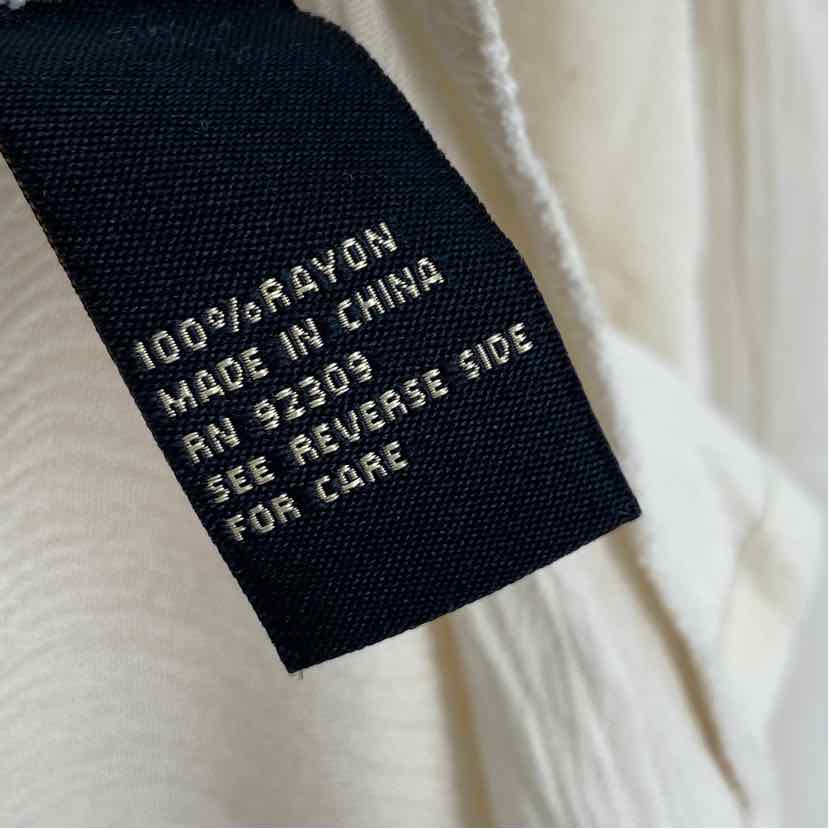 100%RAYON
MADE IN CHINA
RN 92309
SEE REVERSE SIDE
FOR CARE